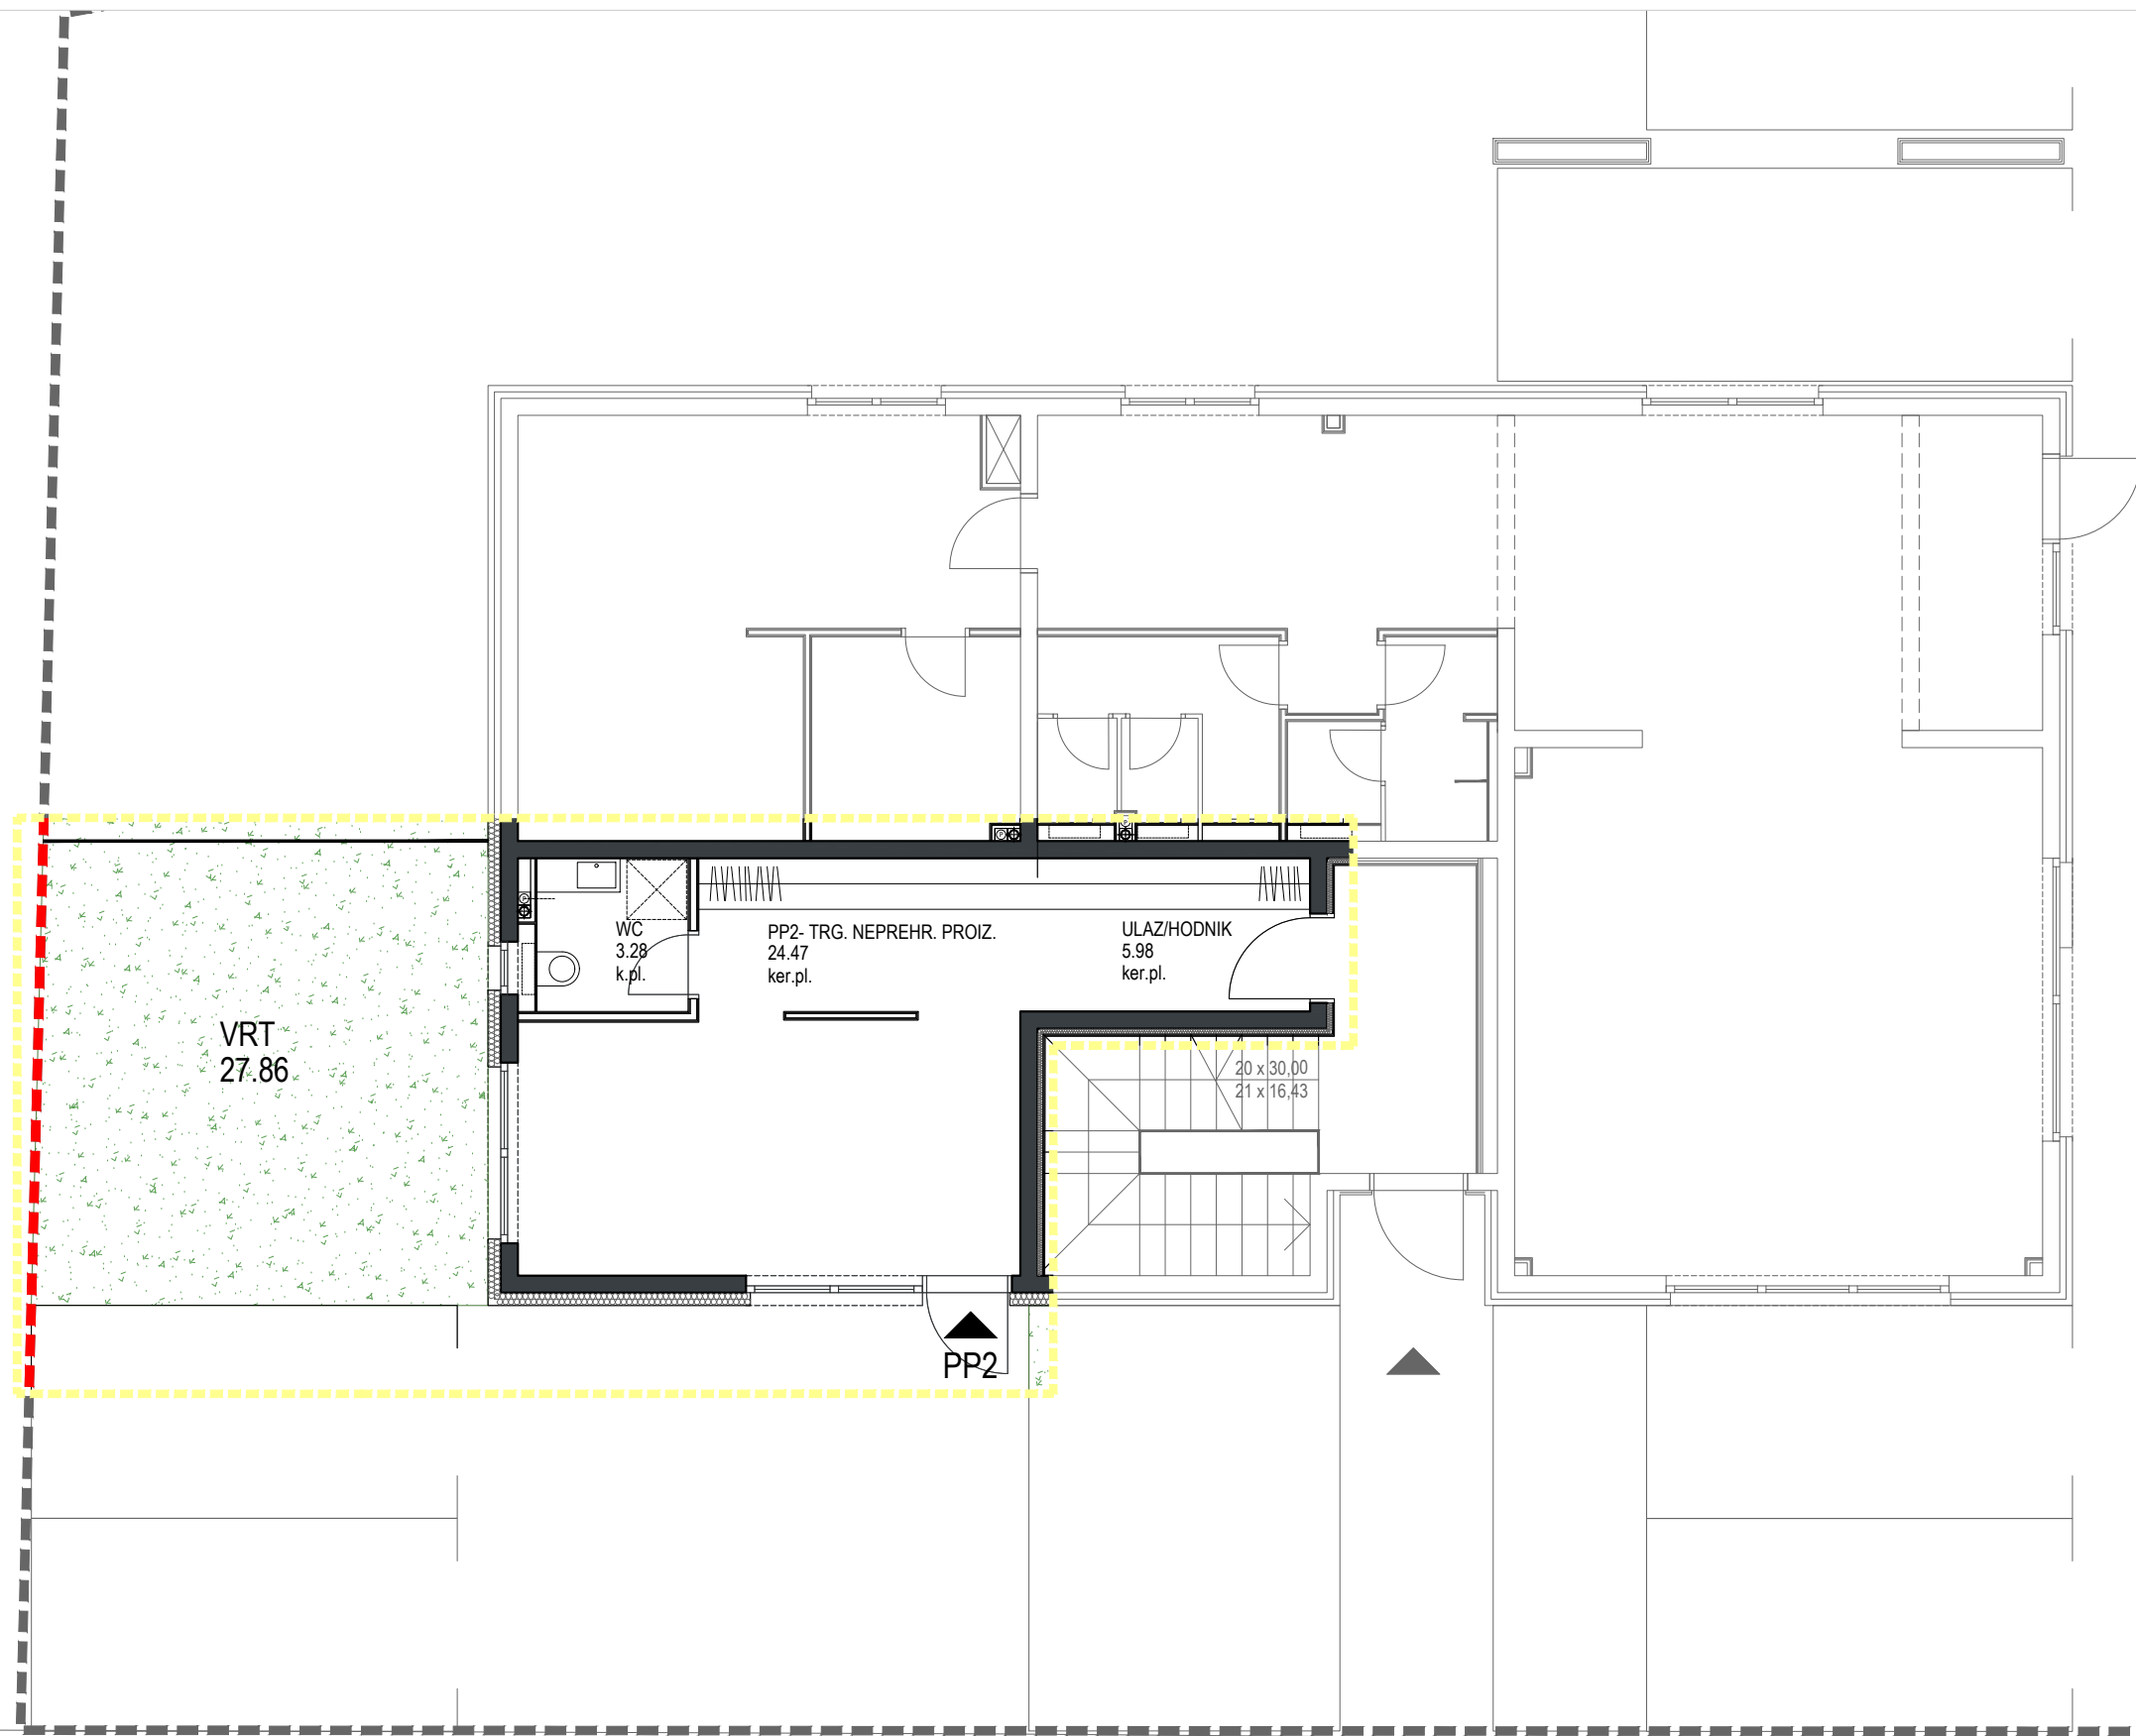 WC
3.28
k.pl.
PP2- TRG. NEPREHR. PROIZ.
24.47
ker.pl.
ULAZ/HODNIK
5.98
ker.pl.
VRT
27.86
20 x 30,00
21 x 16,43
PP2